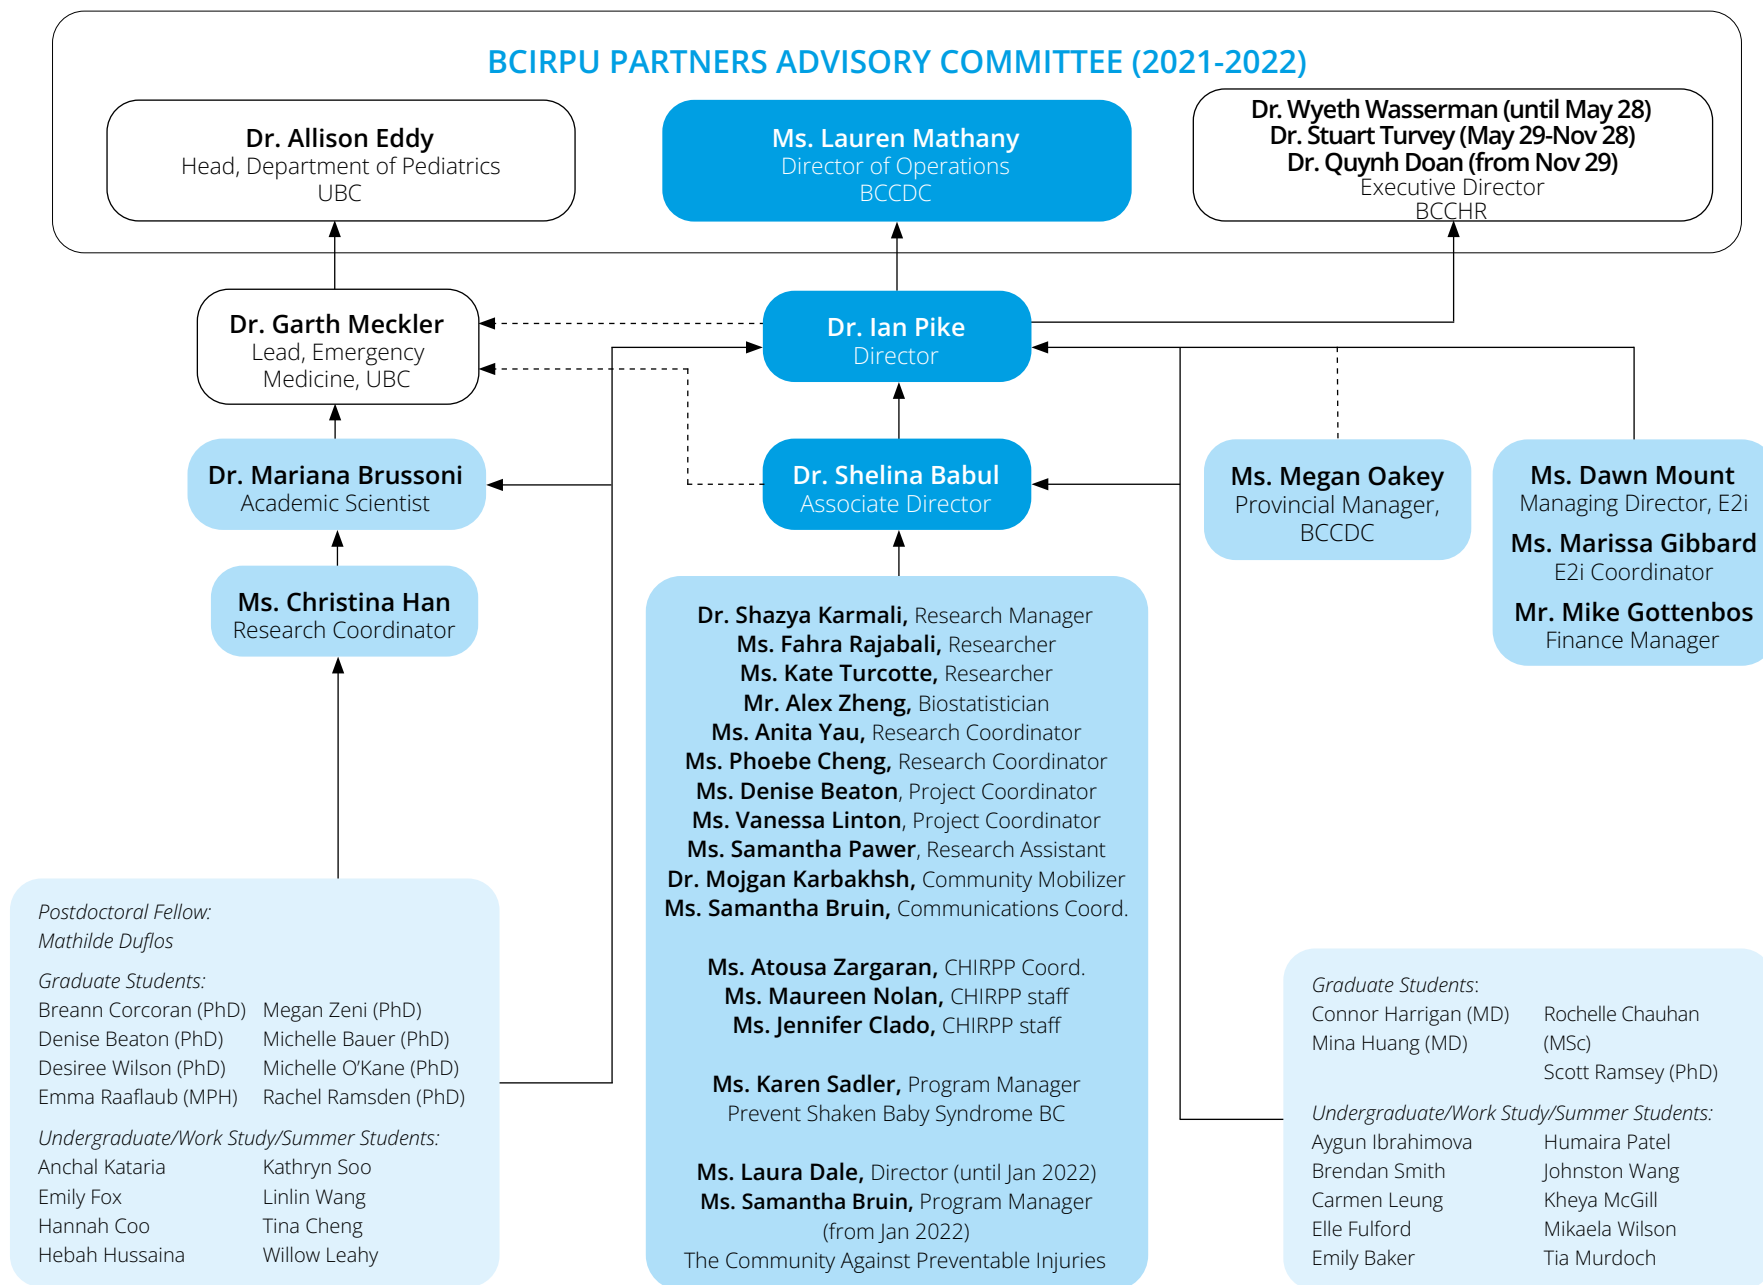 BCIRPU PARTNERS ADVISORY COMMITTEE (2021-2022)
Dr. Allison Eddy
Head, Department of Pediatrics
UBC
Ms. Lauren Mathany
Director of Operations
BCCDC
Dr. Wyeth Wasserman (until May 28)
Dr. Stuart Turvey (May 29-Nov 28)
Dr. Quynh Doan (from Nov 29)
Executive Director
BCCHR
Dr. Garth Meckler
Lead, Emergency
Medicine, UBC
Dr. Ian Pike
Director
Dr. Mariana Brussoni
Academic Scientist
Dr. Shelina Babul
Associate Director
Ms. Megan Oakey
Provincial Manager,
BCCDC
Ms. Dawn Mount
Managing Director, E2i
Ms. Marissa Gibbard
E2i Coordinator
Mr. Mike Gottenbos
Finance Manager
Ms. Christina Han
Research Coordinator
Dr. Shazya Karmali, Research Manager
Ms. Fahra Rajabali, Researcher
Ms. Kate Turcotte, Researcher
Mr. Alex Zheng, Biostatistician
Ms. Anita Yau, Research Coordinator
Ms. Phoebe Cheng, Research Coordinator
Ms. Denise Beaton, Project Coordinator
Ms. Vanessa Linton, Project Coordinator
Ms. Samantha Pawer, Research Assistant
Dr. Mojgan Karbakhsh, Community Mobilizer
Ms. Samantha Bruin, Communications Coord.
Ms. Atousa Zargaran, CHIRPP Coord.
Ms. Maureen Nolan, CHIRPP staff
Ms. Jennifer Clado, CHIRPP staff
Ms. Karen Sadler, Program Manager
Prevent Shaken Baby Syndrome BC
Ms. Laura Dale, Director (until Jan 2022)
Ms. Samantha Bruin, Program Manager
(from Jan 2022)
The Community Against Preventable Injuries
Postdoctoral Fellow:
Mathilde Duflos
Graduate Students:
Breann Corcoran (PhD) Megan Zeni (PhD)
Denise Beaton (PhD) Michelle Bauer (PhD)
Desiree Wilson (PhD) Michelle O'Kane (PhD)
Emma Raaflaub (MPH) Rachel Ramsden (PhD)
Undergraduate/Work Study/Summer Students:
Anchal Kataria Kathryn Soo
Emily Fox Linlin Wang
Hannah Coo Tina Cheng
Hebah Hussaina Willow Leahy
Graduate Students:
Connor Harrigan (MD) Rochelle Chauhan
Mina Huang (MD) (MSc)
Scott Ramsey (PhD)
Undergraduate/Work Study/Summer Students:
Aygun Ibrahimova Humaira Patel
Brendan Smith Johnston Wang
Carmen Leung Kheya McGill
Elle Fulford Mikaela Wilson
Emily Baker Tia Murdoch